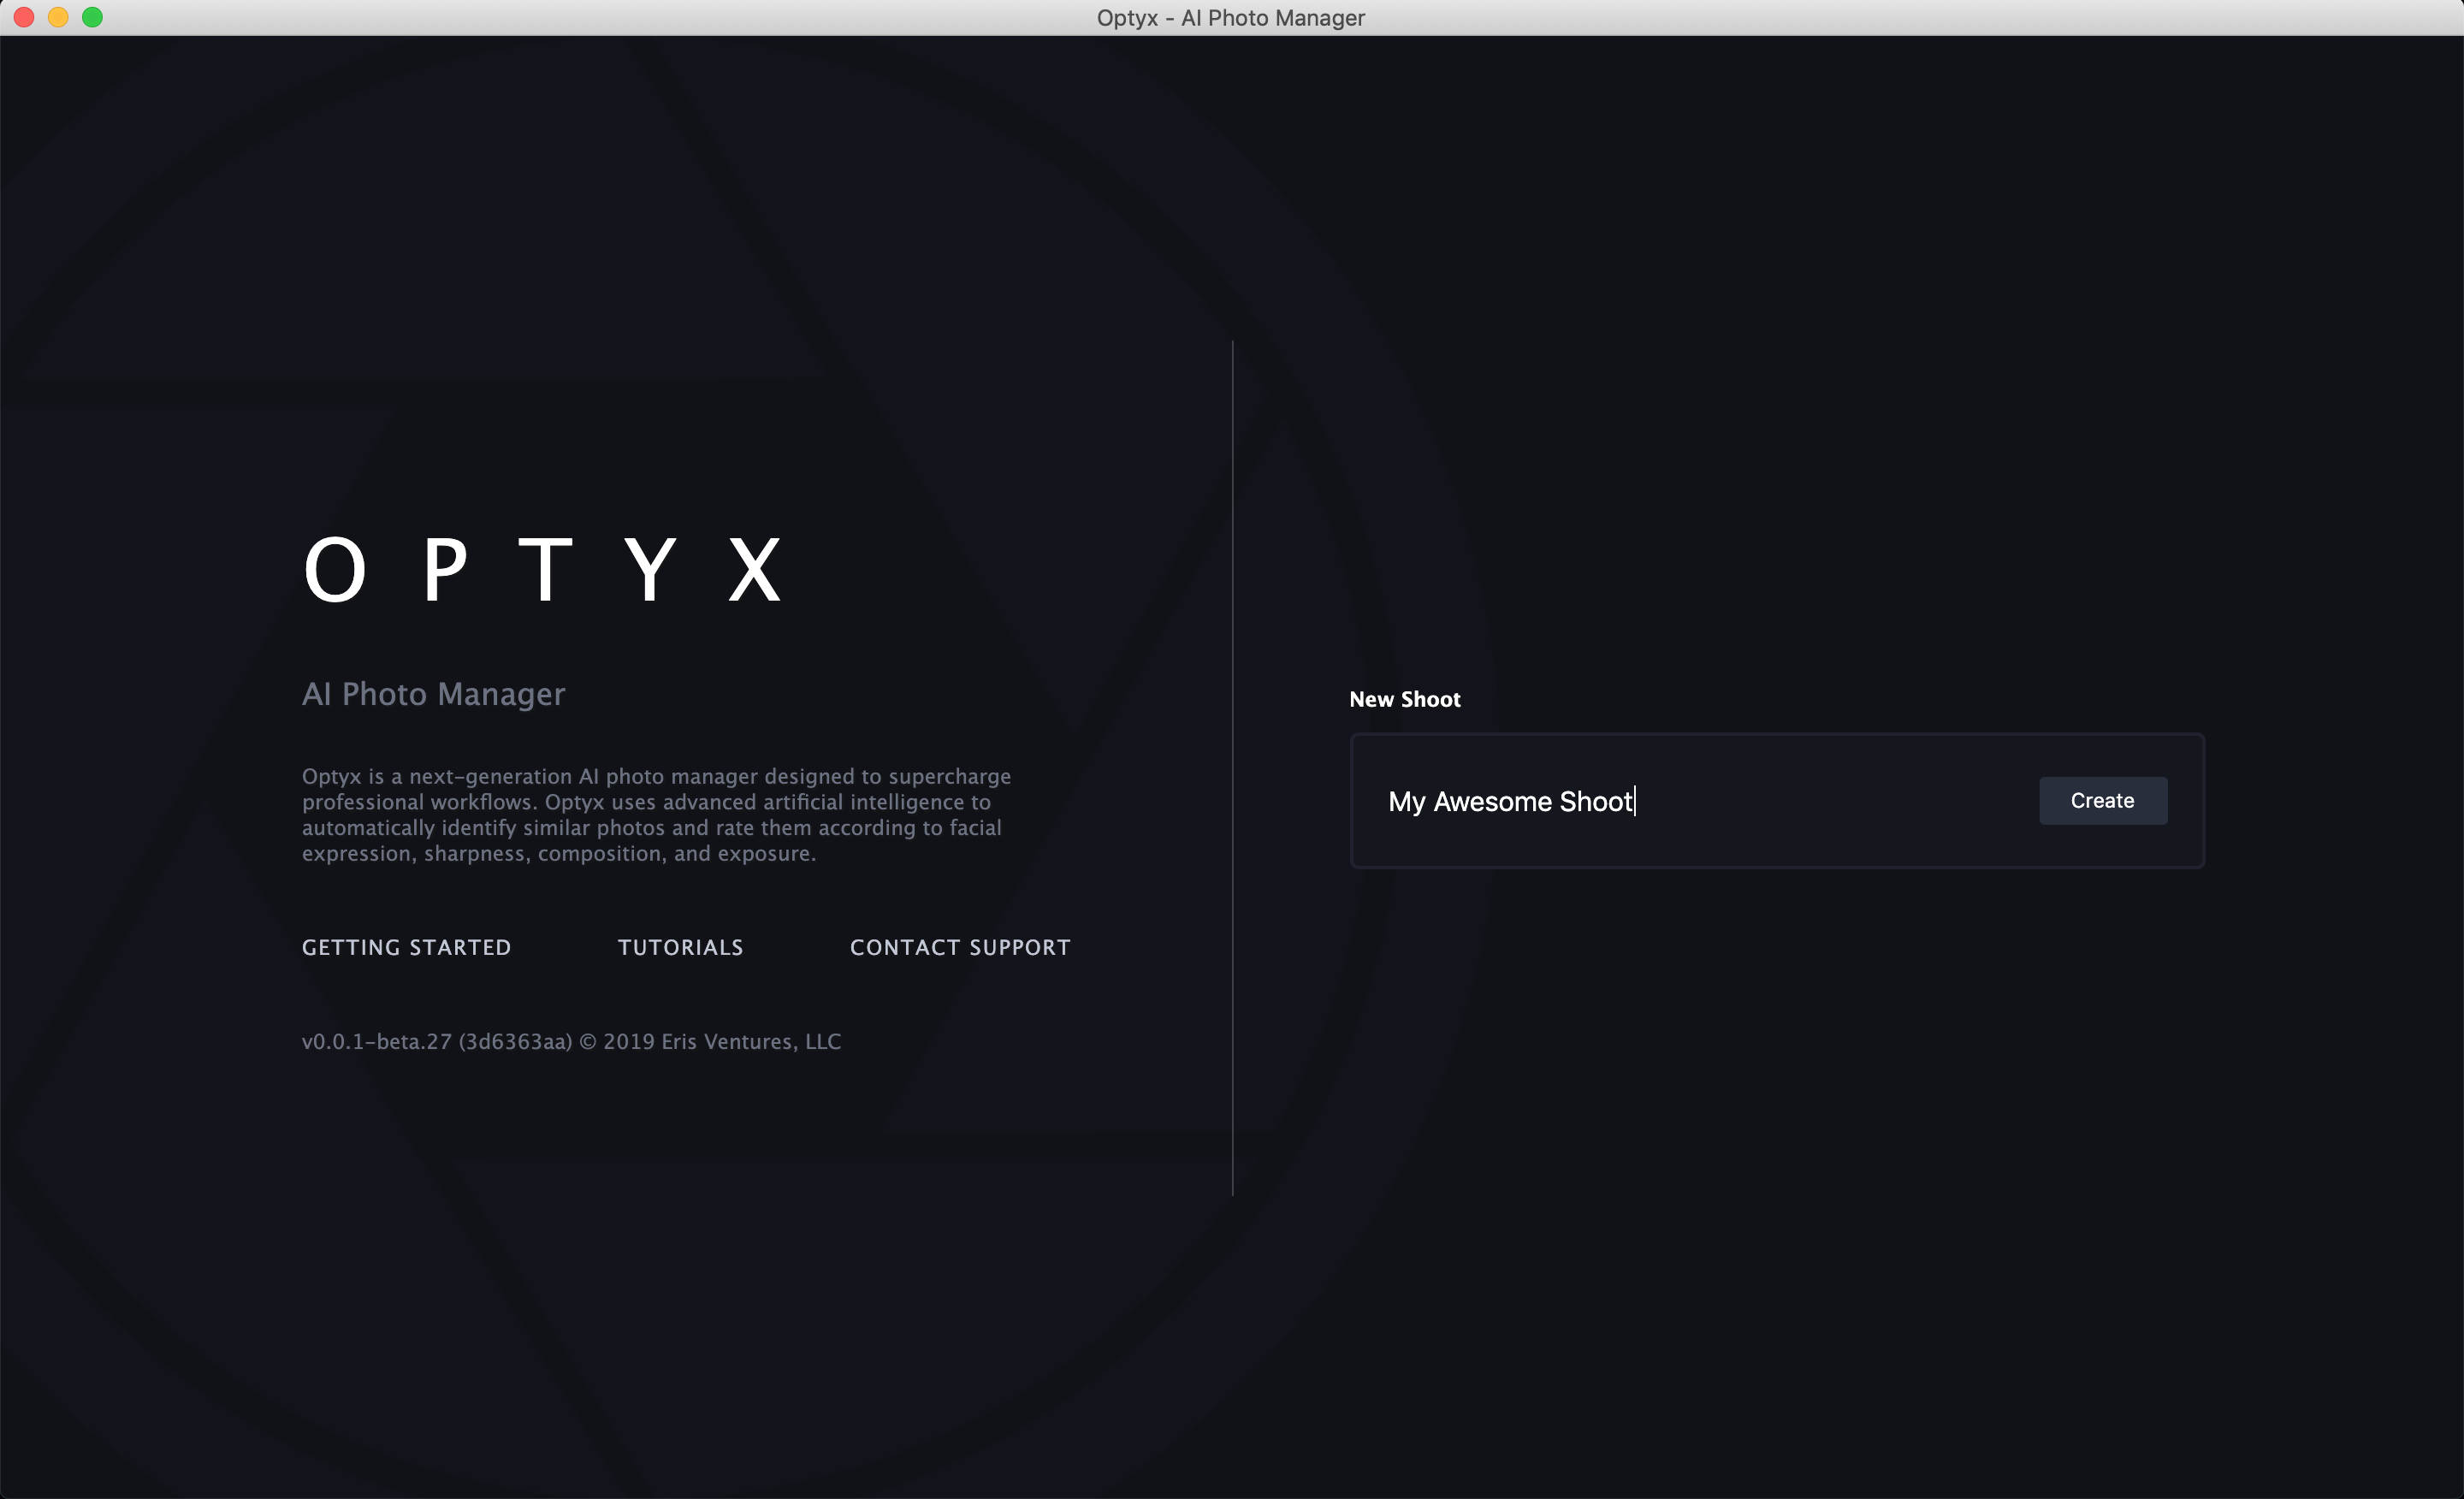 Optyx - AI Photo Manager
OPTYX
AI Photo Manager
Optyx is a next-generation AI photo manager designed to supercharge
professional workflows. Optyx uses advanced artificial intelligence to
automatically identify similar photos and rate them according to facial
expression, sharpness, composition, and exposure.
GETTING STARTED TUTORIALS CONTACT SUPPORT
v0.0.1-beta.27 (3d6363aa) © 2019 Eris Ventures, LLC
New Shoot
My Awesome Shoot
Create